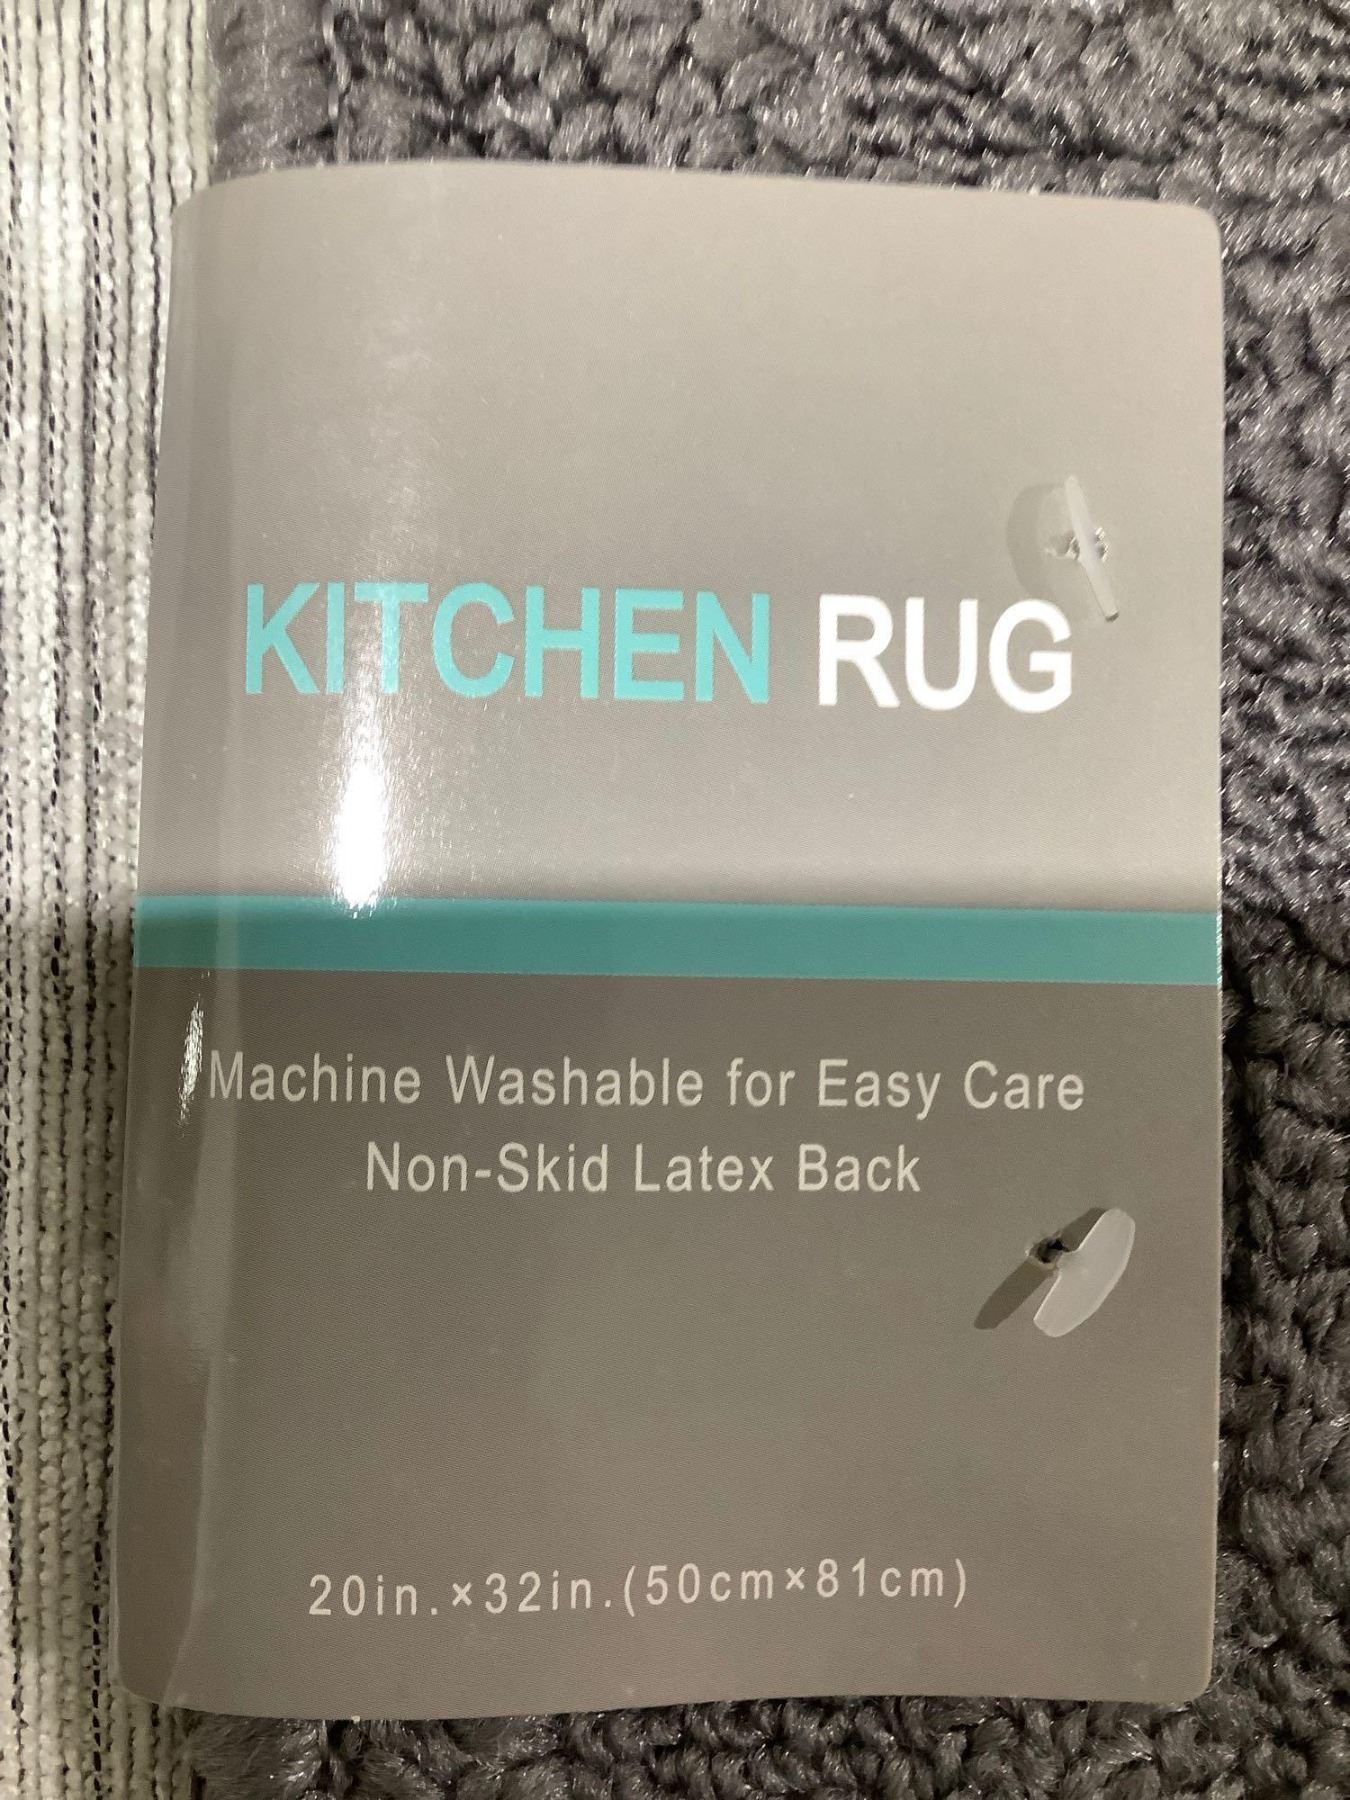 KITCHEN RUG
Machine Washable for Easy Care
Non-Skid Latex Back
20in.×32in.(50cm×81cm)